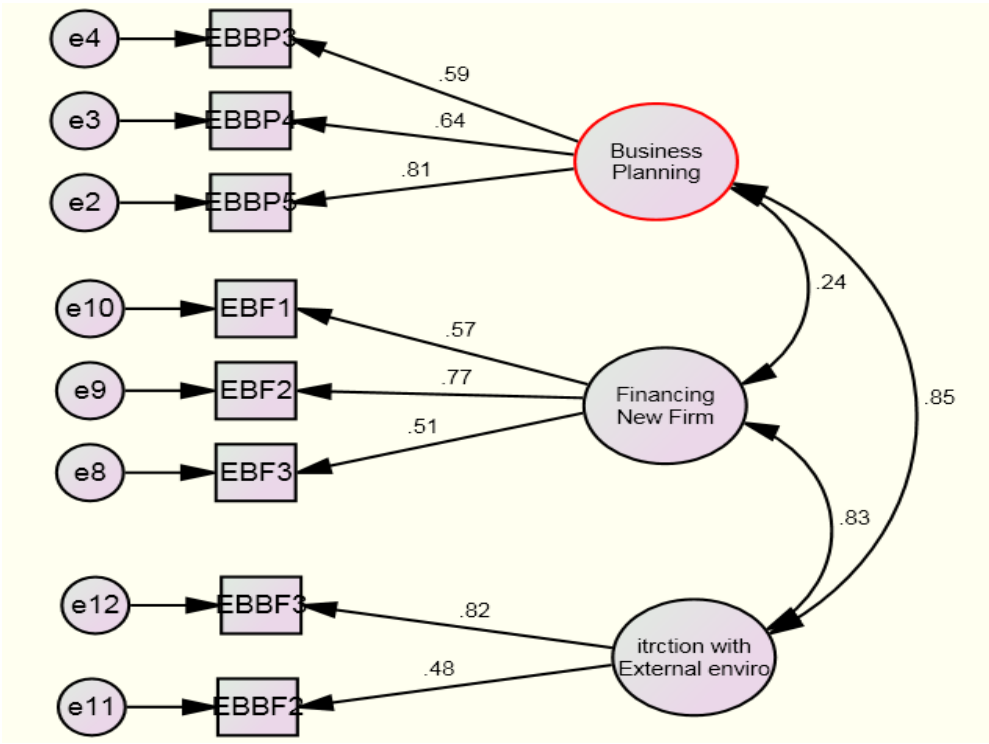 e4
EBBP3
.59
e3
EBBP4
.64
e2
EBBP5
.81
Business
Planning
e10
EBF1
.57
.24
e9
EBF2
.77
Financing
New Firm
.85
e8
EBF3
.51
.83
e12
EBBF3
.82
itrction with
External enviro
e11
EBBF2
.48